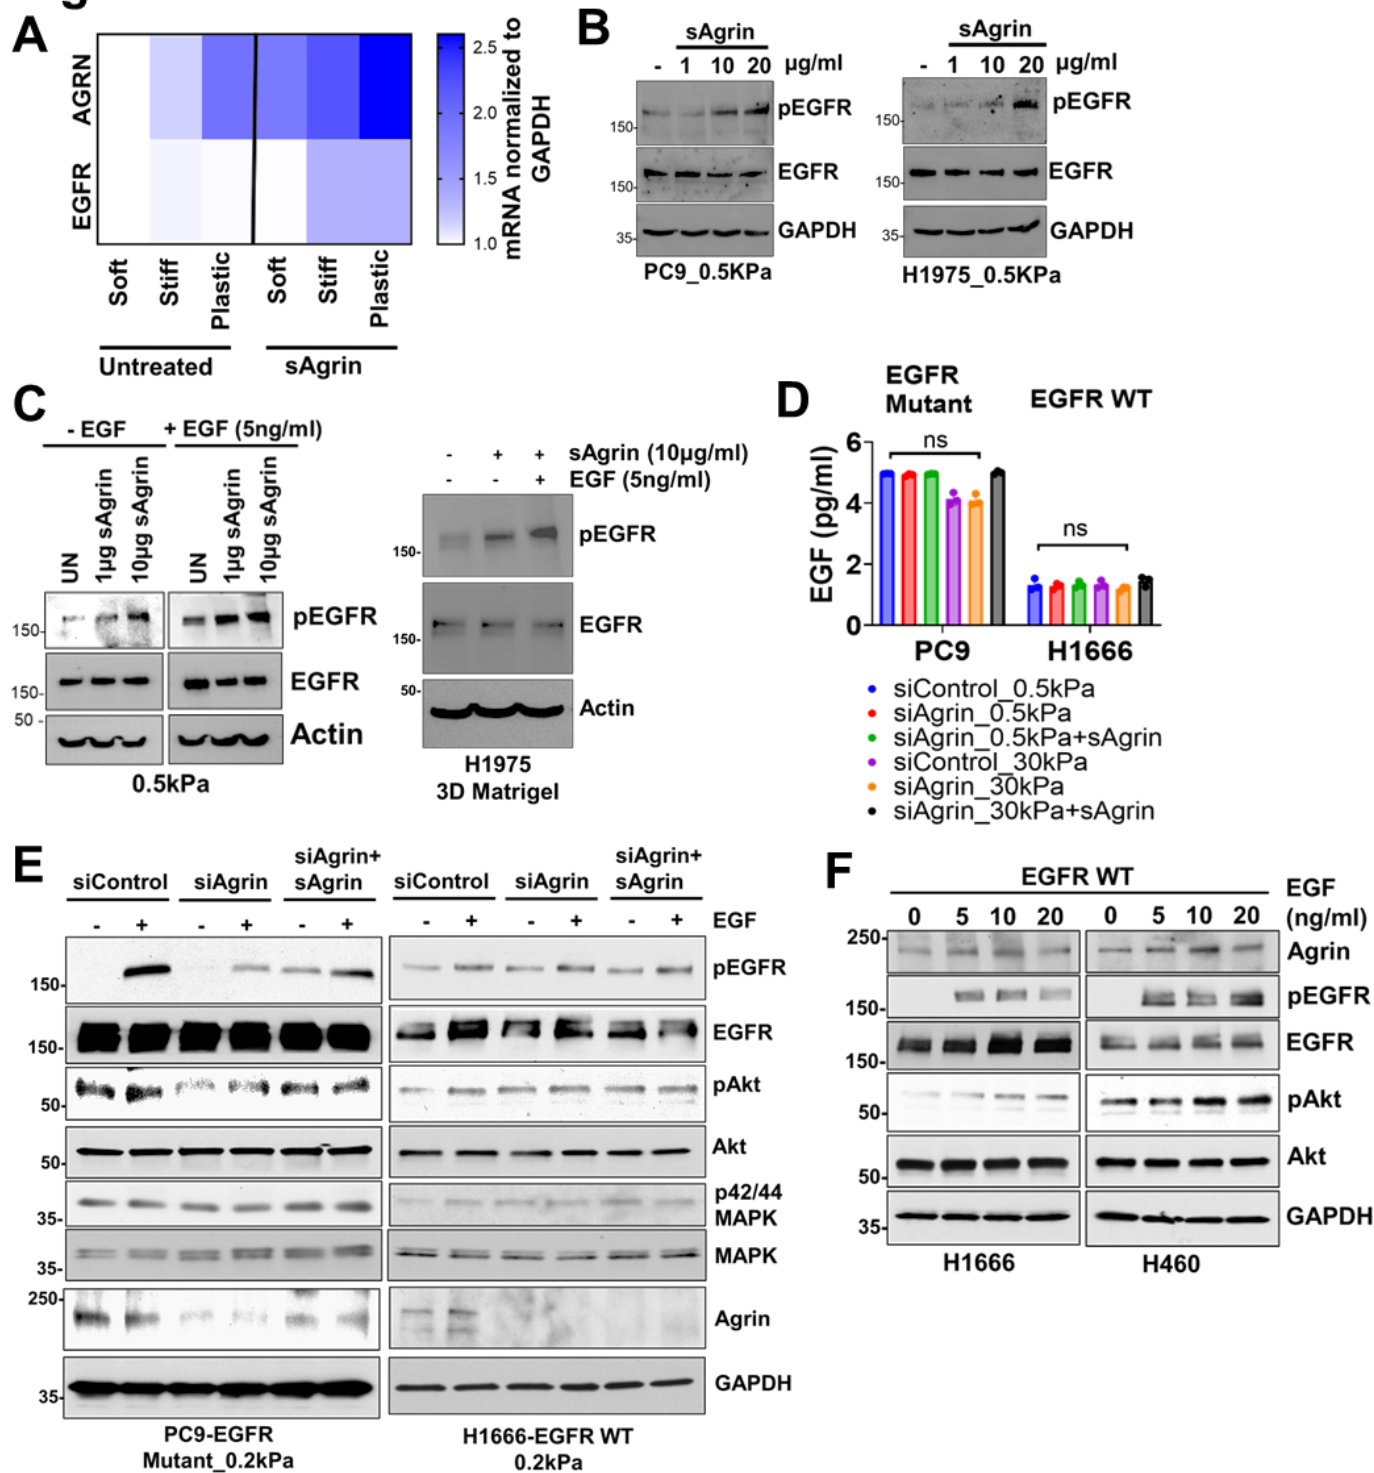 A
AGRN
EGFR
2.5
2.0
1.5
1.0
mRNA normalized to
GAPDH
Soft
Stiff
Plastic
Soft
Stiff
Plastic
Untreated
sAgrin
B
sAgrin
- 1 10 20 µg/ml
pEGFR
150-
EGFR
150-
GAPDH
35-
PC9_0.5KPa
sAgrin
- 1 10 20 µg/ml
pEGFR
150-
EGFR
150-
GAPDH
35-
H1975_0.5KPa
C
- EGF
+ EGF (5ng/ml)
UN
1µg sAgrin
10µg sAgrin
UN
1µg sAgrin
10µg sAgrin
pEGFR
150-
EGFR
150-
50 -
Actin
0.5kPa
- + + sAgrin (10µg/ml)
- - + EGF (5ng/ml)
pEGFR
150-
EGFR
150-
50-
Actin
H1975
3D Matrigel
D
EGFR
Mutant
EGFR WT
EGF (pg/ml)
6
4
2
0
ns
ns
PC9
H1666
siControl_0.5kPa
siAgrin_0.5kPa
siAgrin_0.5kPa+sAgrin
siControl_30kPa
siAgrin_30kPa
siAgrin_30kPa+sAgrin
E
siControl
siAgrin
siAgrin+
sAgrin
siControl
siAgrin
siAgrin+
sAgrin
- + - + - + - + - + - + EGF
150- pEGFR
150- EGFR
50- pAkt
50- Akt
35- p42/44
MAPK
35- MAPK
250- Agrin
35- GAPDH
PC9-EGFR
Mutant_0.2kPa
H1666-EGFR WT
0.2kPa
F
EGFR WT
EGF
(ng/ml)
0 5 10 20 0 5 10 20
250- Agrin
150- pEGFR
150- EGFR
50- pAkt
50- Akt
35- GAPDH
H1666
H460